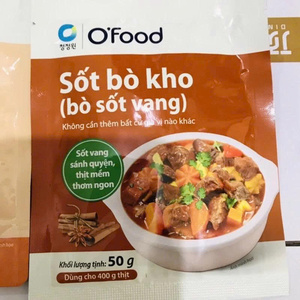 청정원
O'Food
Sốt bò kho
(bò sốt vang)
Không cần thêm bất cứ gia vị nào khác
Sốt vang
sánh quyện,
thịt mềm
thơm ngon
Khối lượng tịnh: 50 g
Dùng cho 400 g thịt